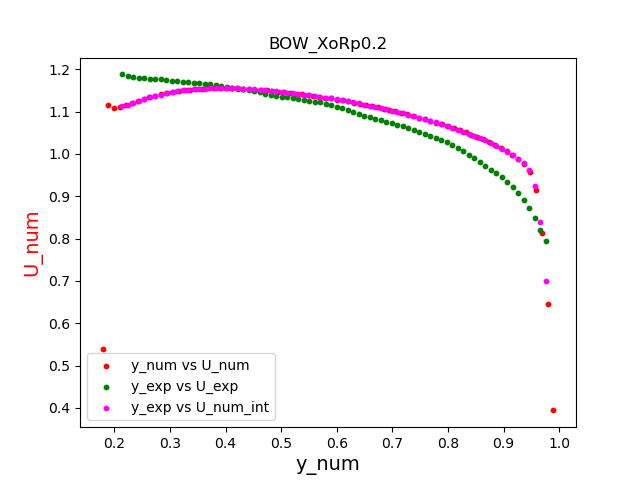 BOW_XoRp0.2
1.2
1.1
1.0
0.9
0.8
0.7
0.6
0.5
0.4
U_num
y_num vs U_num
y_exp vs U_exp
y_exp vs U_num_int
0.2 0.3 0.4 0.5 0.6 0.7 0.8 0.9 1.0
y_num